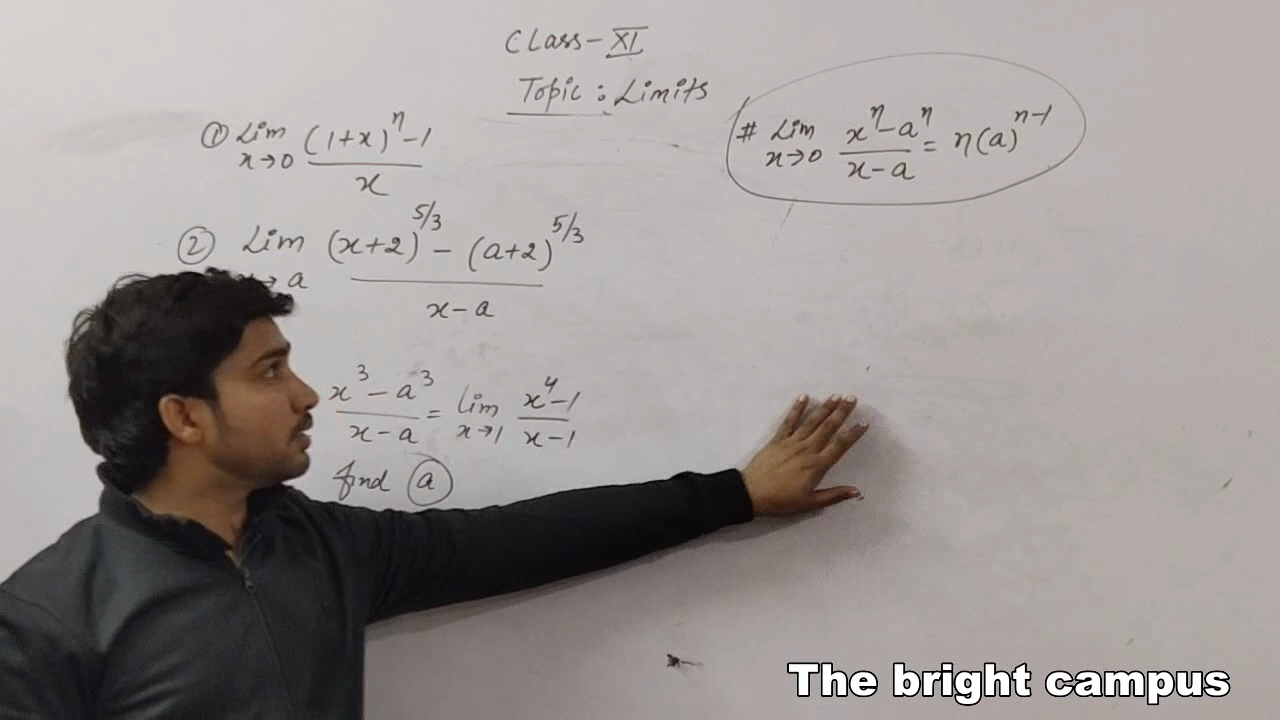 Class - XI
Topic : Limits
① Lim x→0 ((1+x)^n - 1)/x
# Lim x→0 (x^n - a^n)/(x - a) = n(a)^(n-1)
② Lim → a ((x+2)^(5/3) - (a+2)^(5/3))/(x - a)
(x^3 - a^3)/(x - a) = lim x→1 (x^4 - 1)/(x - 1)
find a
The bright campus